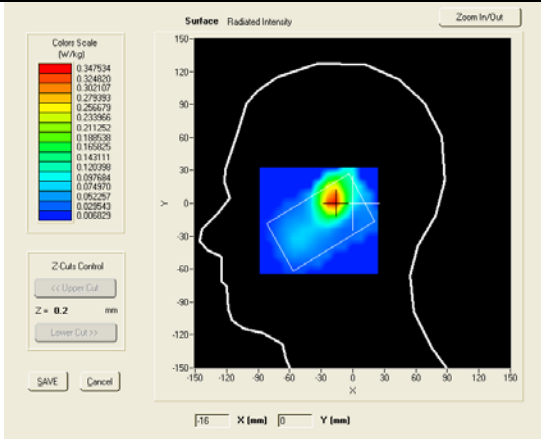 Surface Radiated Intensity
Zoom In/Out
Colors Scale
(W/kg)
0.347534
0.324820
0.302107
0.279393
0.256679
0.233966
0.211252
0.188538
0.165825
0.143111
0.120398
0.097684
0.074970
0.052257
0.029543
0.006829
Z-Cuts Control
<< Upper Cut
Z = 0.2 mm
Lower Cut >>
SAVE Cancel
150
120
90
60
30
0
-30
-60
-90
-120
-150
Y
-150 -120 -90 -60 -30 0 30 60 90 120 150
X
-16 X (mm) 0 Y (mm)